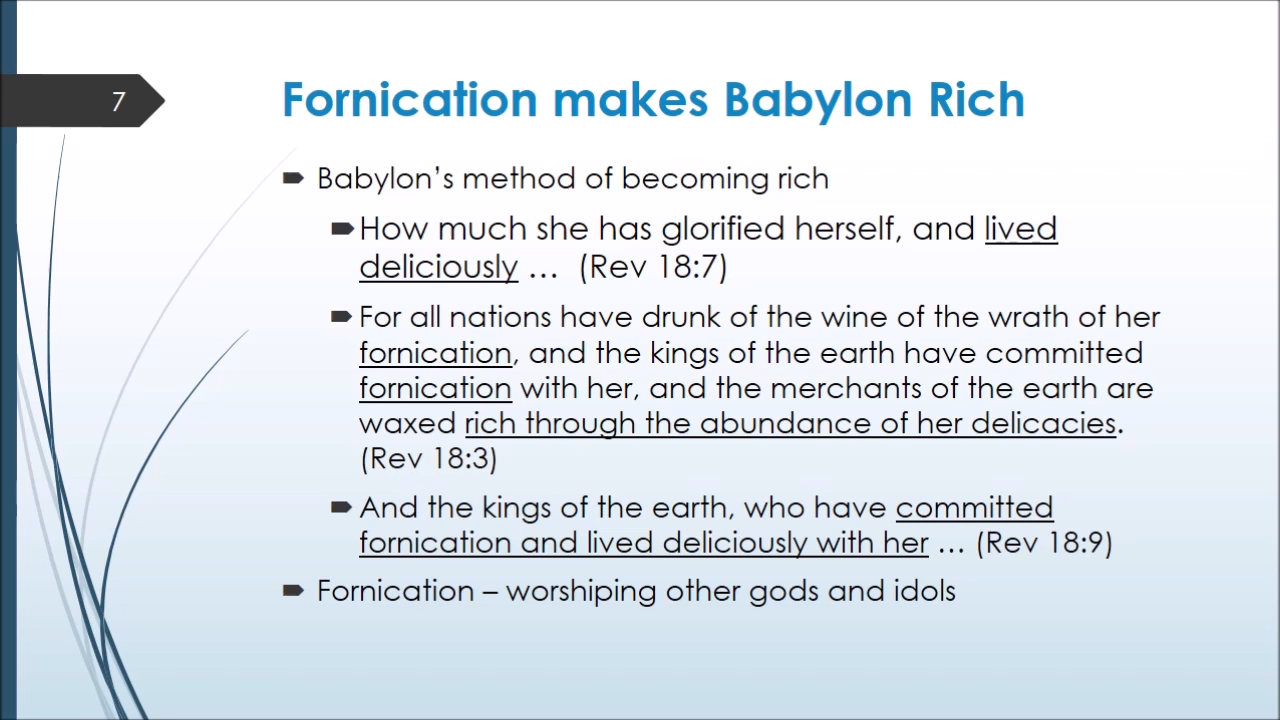 7
Fornication makes Babylon Rich
Babylon’s method of becoming rich
How much she has glorified herself, and lived
deliciously … (Rev 18:7)
For all nations have drunk of the wine of the wrath of her
fornication, and the kings of the earth have committed
fornication with her, and the merchants of the earth are
waxed rich through the abundance of her delicacies.
(Rev 18:3)
And the kings of the earth, who have committed
fornication and lived deliciously with her … (Rev 18:9)
Fornication – worshiping other gods and idols